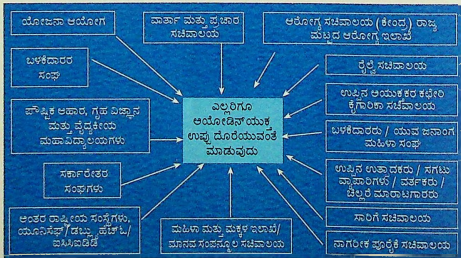 ಯೋಜನಾ ಆಯೋಗ
ವಾರ್ತಾ ಮತ್ತು ಪ್ರಚಾರ
ಸಚಿವಾಲಯ
ಆರೋಗ್ಯ ಸಚಿವಾಲಯ (ಕೇಂದ್ರ) ರಾಜ್ಯ
ಮಟ್ಟದ ಆರೋಗ್ಯ ಇಲಾಖೆ
ಬಳಕೆದಾರರ
ಸಂಘ
ರೈಲ್ವೆ ಸಚಿವಾಲಯ
ಉಪ್ಪಿನ ಆಯುಕಕರ ಕಛೇರಿ
ಕೈಗಾರಿಕಾ ಸಚಿವಾಲಯ
ಎಲ್ಲರಿಗೂ
ಆಯೋಡಿನ್‌ಯುಕ್ತ
ಉಪ್ಪು ದೊರೆಯುವಂತೆ
ಮಾಡುವುದು
ಪೌಷ್ಠಿಕ ಆಹಾರ, ಗೃಹ ವಿಜ್ಞಾನ
ಮತ್ತು ವೈದ್ಯಕೀಯ
ಮಹಾವಿದ್ಯಾಲಯಗಳು
ಬಳಕೆದಾರರು / ಯುವ ಜನಾಂಗ
ಮಹಿಳಾ ಸಂಘ
ಸರ್ಕಾರೇತರ
ಸಂಘಗಳು
ಉಪ್ಪಿನ ಉತ್ಪಾದಕರು / ಸಗಟು
ವ್ಯಾಪಾರಿಗಳು / ವರ್ತಕರು /
ಚಿಲ್ಲರೆ ಮಾರಾಟಗಾರರು
ಅಂತರ ರಾಷ್ಟ್ರೀಯ ಸಂಸ್ಥೆಗಳು,
ಯೂನಿಸೆಫ್/ಡಬ್ಲ್ಯುಹೆಚ್‌ಓ/
ಐಸಿಸಿಐಡಿಡಿ
ಮಹಿಳಾ ಮತ್ತು ಮಕ್ಕಳ ಇಲಾಖೆ/
ಮಾನವ ಸಂಪನ್ಮೂಲ ಸಚಿವಾಲಯ
ಸಾರಿಗೆ ಸಚಿವಾಲಯ
ನಾಗರೀಕ ಪೂರೈಕೆ ಸಚಿವಾಲಯ